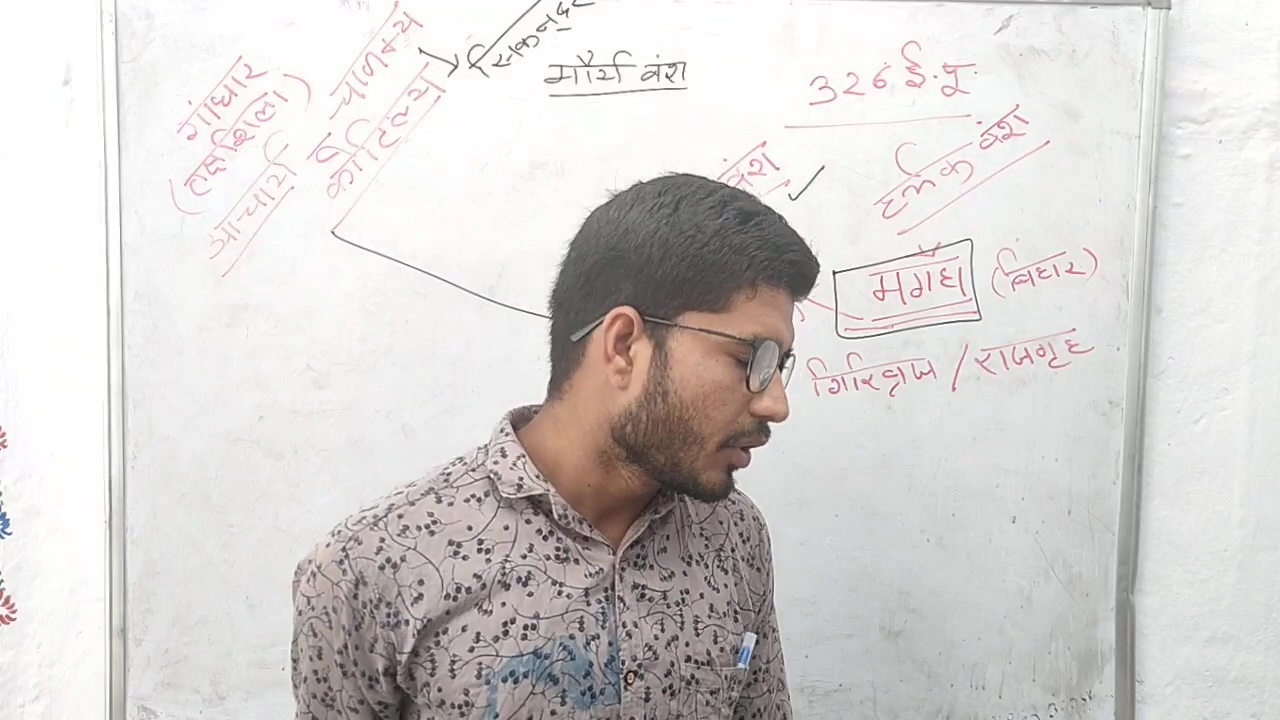 मौर्य वंश
326 ई.पू.
गांधार
(तक्षशिला)
आचार्य
चाणक्य
कौटिल्य
वंश
हर्यक वंश
मगध (बिहार)
गिरिव्रज / राजगृह